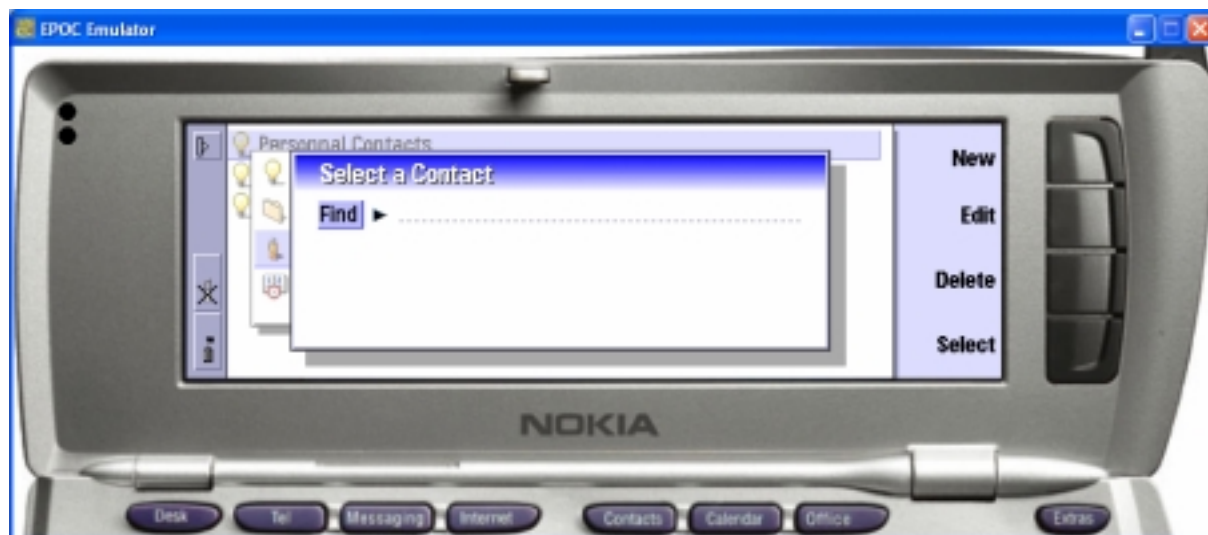 EPOC Emulator
Personnal Contacts
Select a Contact
Find
New
Edit
Delete
Select
NOKIA
Desk
Tel
Messaging
Internet
Contacts
Calendar
Office
Extras